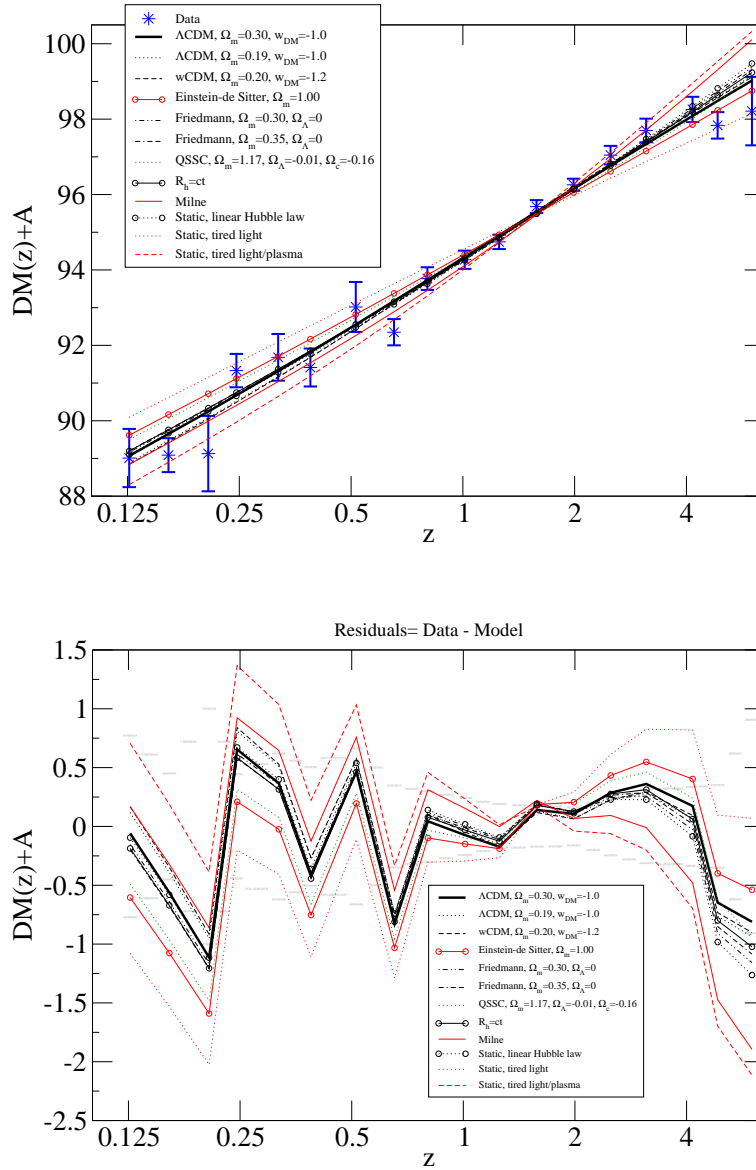 100
98
96
94
92
90
88
DM(z)+A
0.125
0.25
0.5
1
2
4
z
Data
ΛCDM, Ωm=0.30, wDM=-1.0
ΛCDM, Ωm=0.19, wDM=-1.0
wCDM, Ωm=0.20, wDM=-1.2
Einstein-de Sitter, Ωm=1.00
Friedmann, Ωm=0.30, ΩΛ=0
Friedmann, Ωm=0.35, ΩΛ=0
QSSC, Ωm=1.17, ΩΛ=-0.01, Ωc=-0.16
Rh=ct
Milne
Static, linear Hubble law
Static, tired light
Static, tired light/plasma
Residuals= Data - Model
1.5
1
0.5
0
-0.5
-1
-1.5
-2
-2.5
DM(z)+A
0.125
0.25
0.5
1
2
4
z
ΛCDM, Ωm=0.30, wDM=-1.0
ΛCDM, Ωm=0.19, wDM=-1.0
wCDM, Ωm=0.20, wDM=-1.2
Einstein-de Sitter, Ωm=1.00
Friedmann, Ωm=0.30, ΩΛ=0
Friedmann, Ωm=0.35, ΩΛ=0
QSSC, Ωm=1.17, ΩΛ=-0.01, Ωc=-0.16
Rh=ct
Milne
Static, linear Hubble law
Static, tired light
Static, tired light/plasma